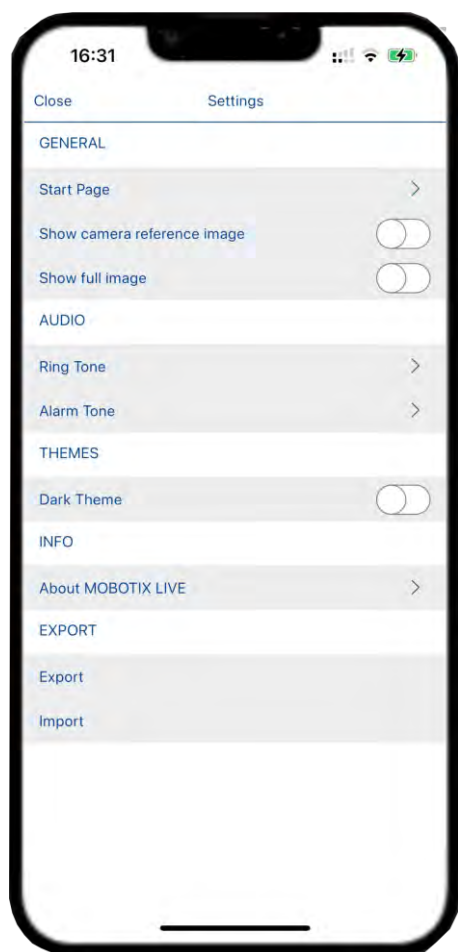 16:31
Close Settings
GENERAL
Start Page
Show camera reference image
Show full image
AUDIO
Ring Tone
Alarm Tone
THEMES
Dark Theme
INFO
About MOBOTIX LIVE
EXPORT
Export
Import